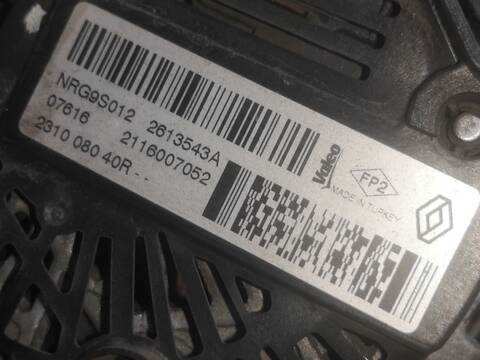 NRG9S012 2613543A
07616 2116007052
2310 080 40R --
Valeo
FP2
MADE IN TURKEY